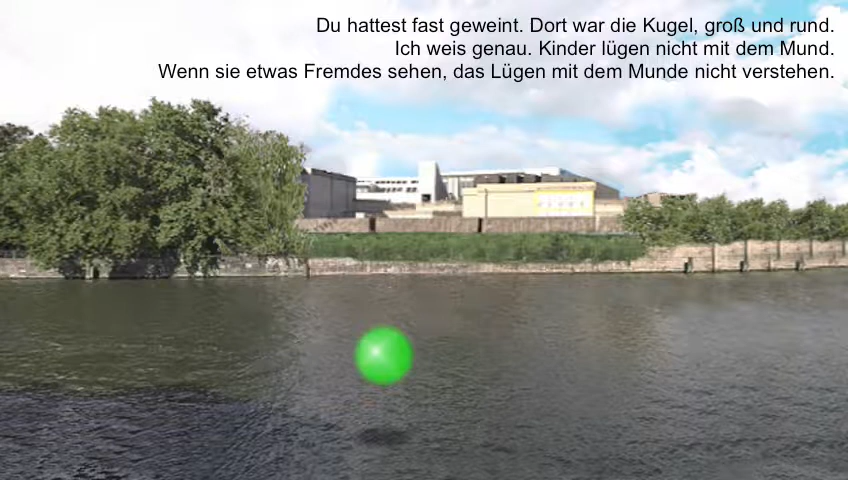 Du hattest fast geweint. Dort war die Kugel, groß und rund.
Ich weis genau. Kinder lügen nicht mit dem Mund.
Wenn sie etwas Fremdes sehen, das Lügen mit dem Munde nicht verstehen.